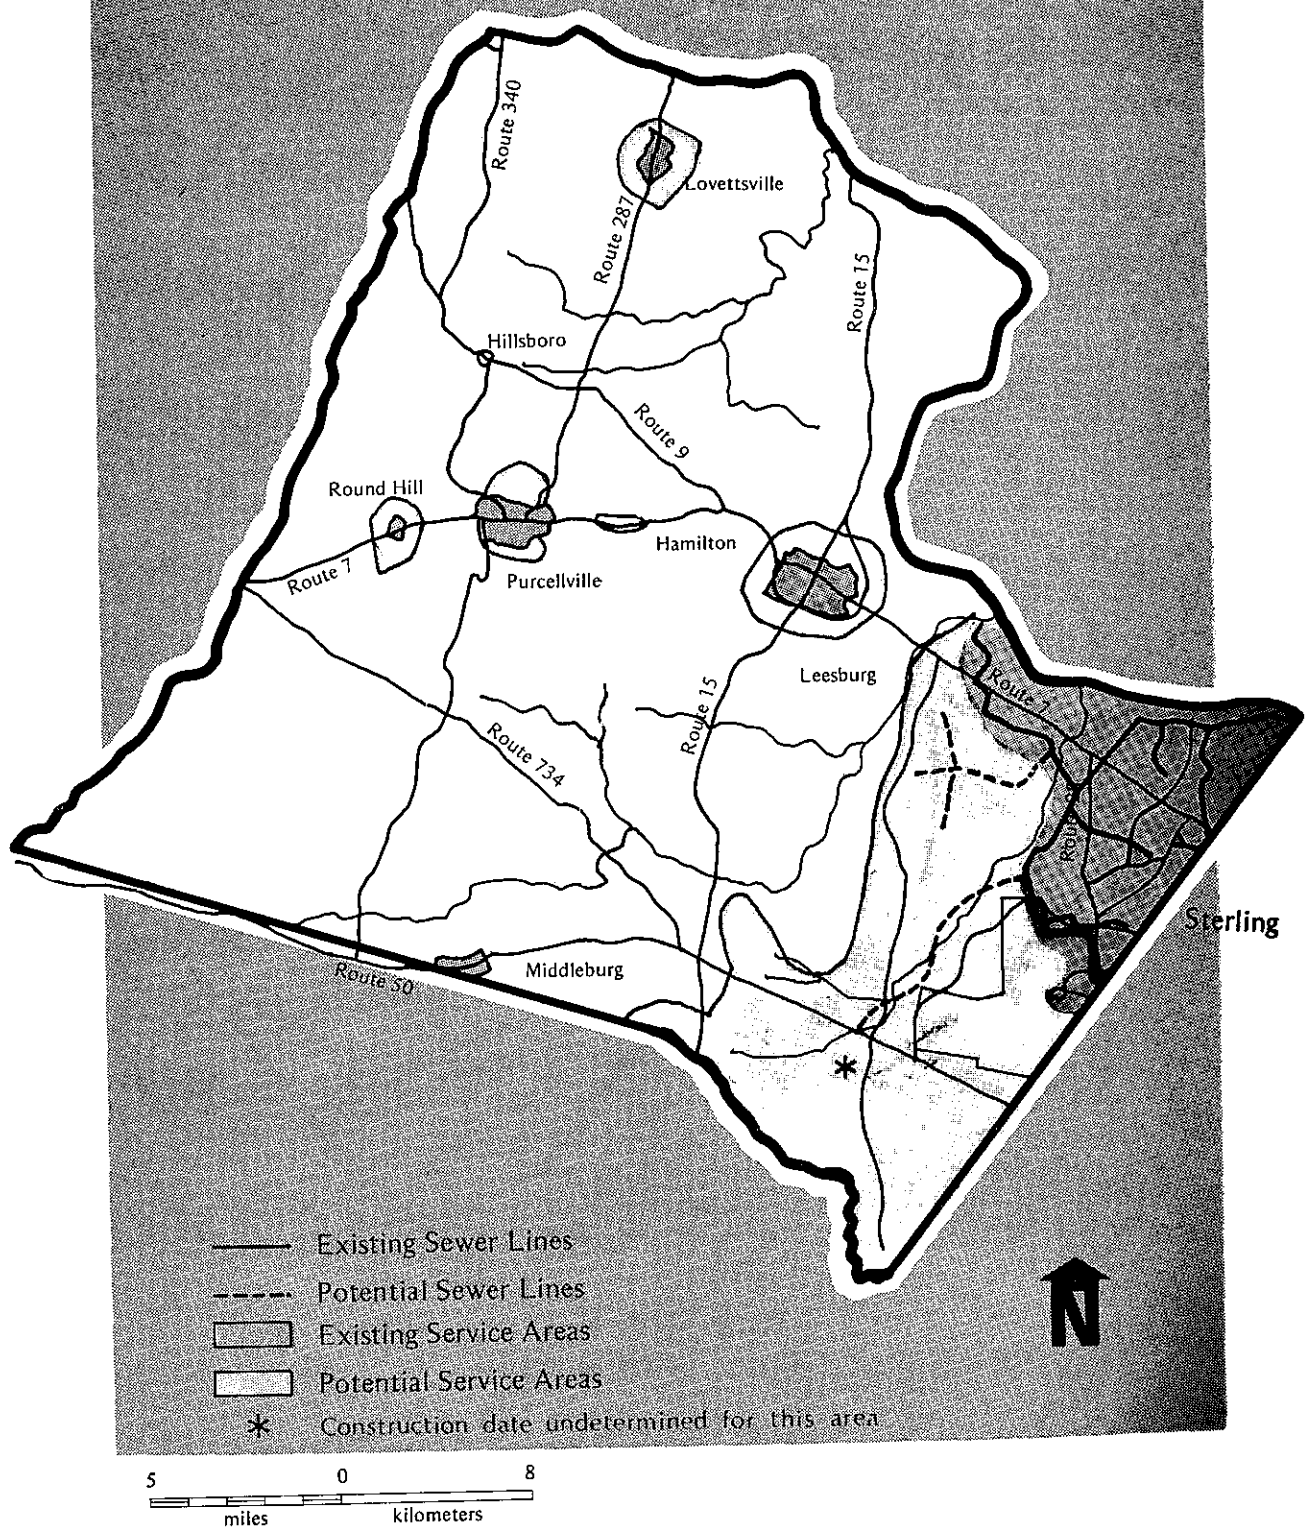 Route 340
Lovettsville
Route 287
Route 15
Hillsboro
Route 9
Round Hill
Hamilton
Route 7
Purcellville
Leesburg
Route 7
Route 15
Route 734
Sterling
Middleburg
Route 50
Existing Sewer Lines
Potential Sewer Lines
Existing Service Areas
Potential Service Areas
* Construction date undetermined for this area
N
5 0 8
miles kilometers